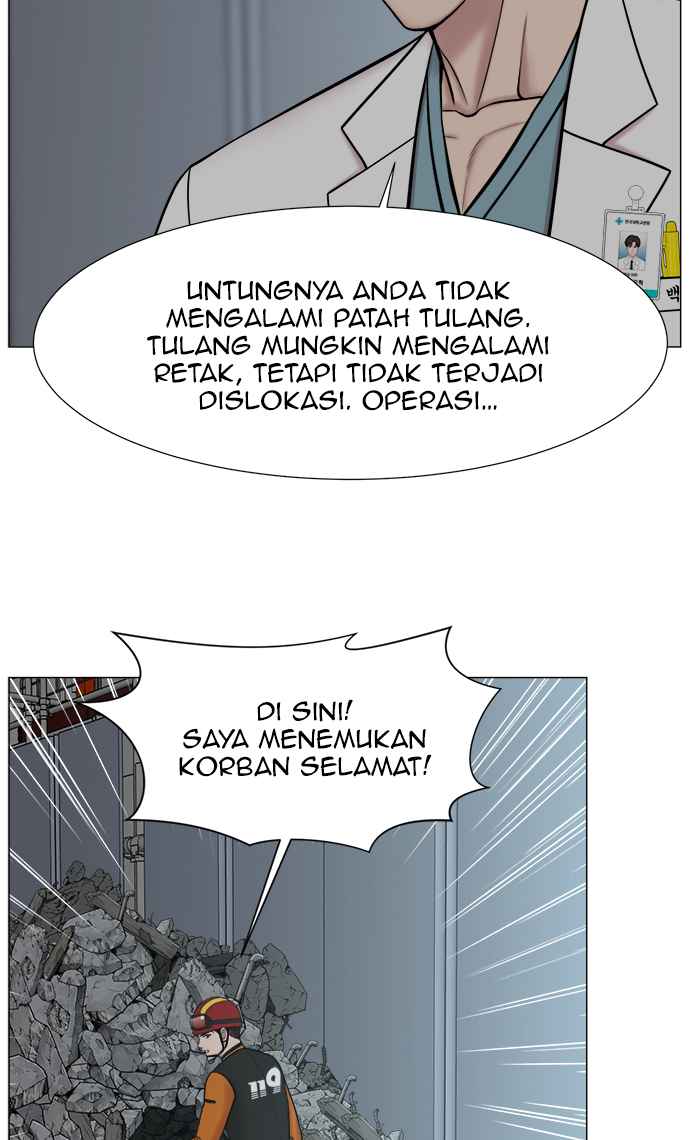 UNTUNGNYA ANDA TIDAK
MENGALAMI PATAH TULANG.
TULANG MUNGKIN MENGALAMI
RETAK, TETAPI TIDAK TERJADI
DISLOKASI. OPERASI...
백
DI SINI!
SAYA MENEMUKAN
KORBAN SELAMAT!
119